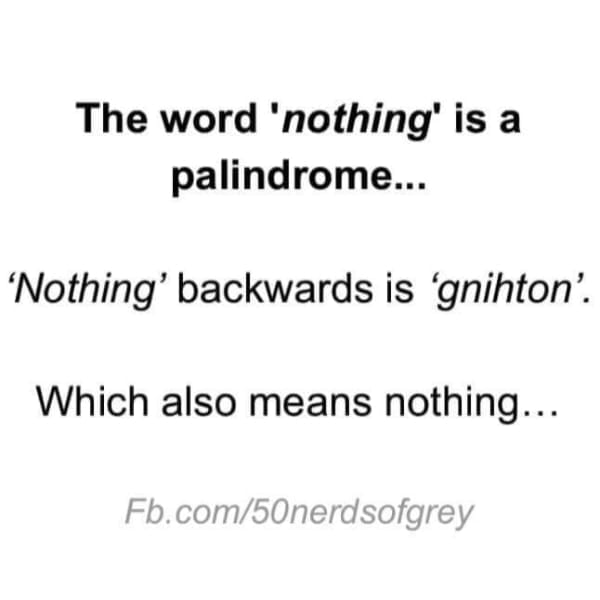 The word 'nothing' is a
palindrome...
‘Nothing’ backwards is ‘gnihton’.
Which also means nothing...
Fb.com/50nerdsofgrey